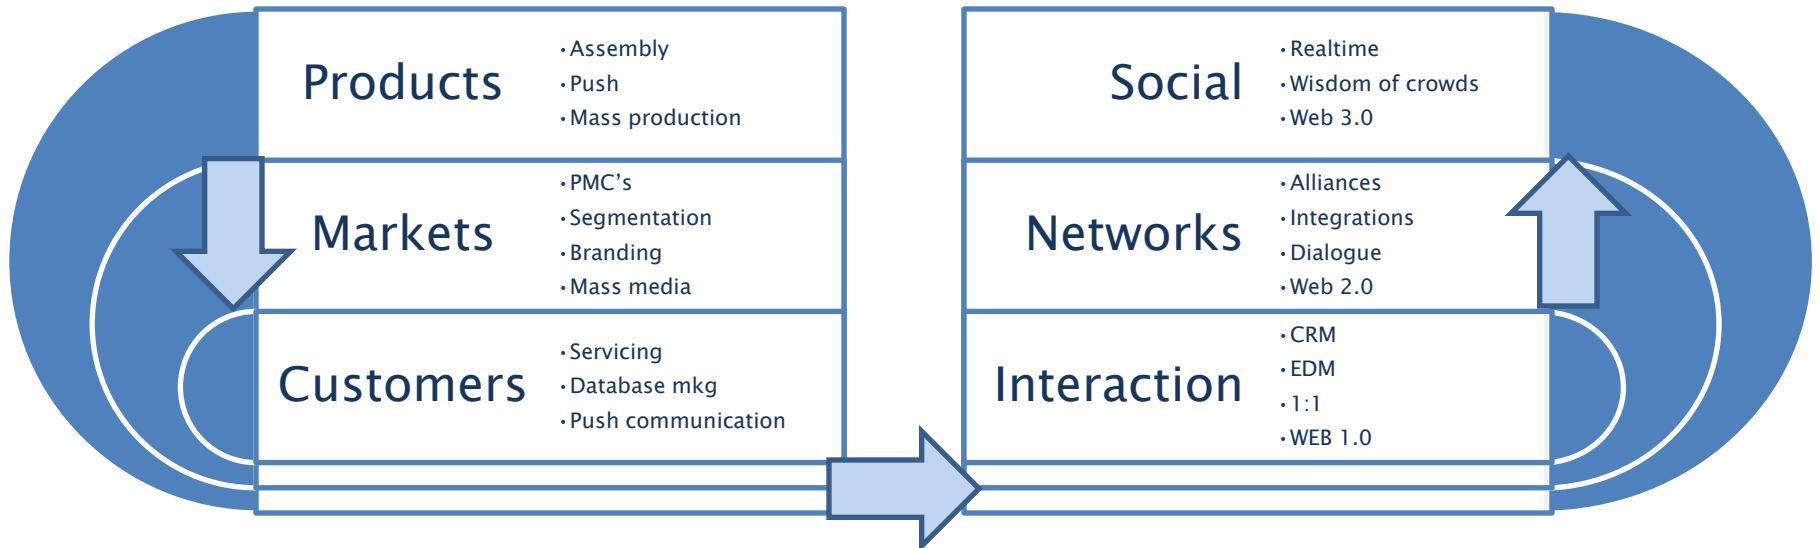 Products
•Assembly
•Push
•Mass production
Markets
•PMC’s
•Segmentation
•Branding
•Mass media
Customers
•Servicing
•Database mkg
•Push communication
Social
•Realtime
•Wisdom of crowds
•Web 3.0
Networks
•Alliances
•Integrations
•Dialogue
•Web 2.0
Interaction
•CRM
•EDM
•1:1
•WEB 1.0